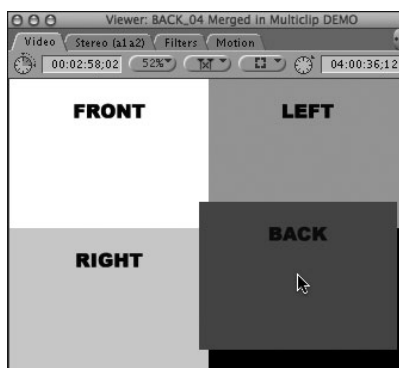 Viewer: BACK_04 Merged in Multiclip DEMO
Video Stereo (a1a2) Filters Motion
00:02:58;02 52% 04:00:36;12
FRONT LEFT
RIGHT BACK